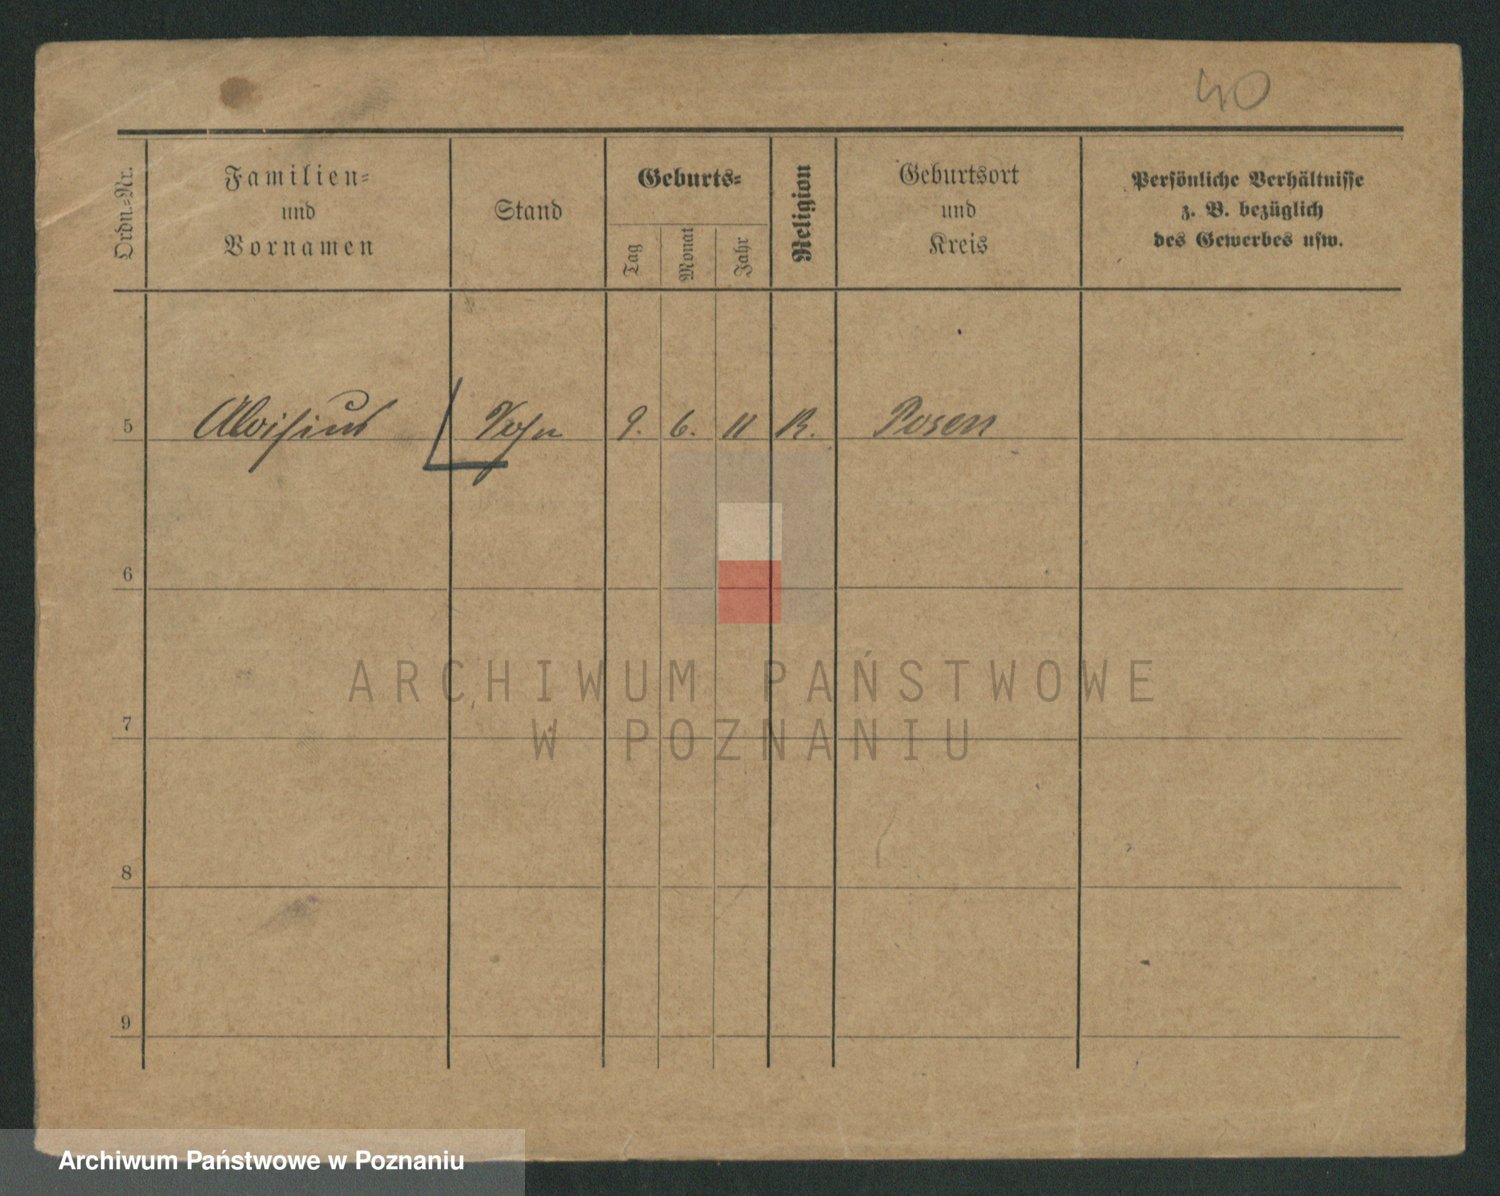 40
Ordn.-Nr.
Familien-
und
Vornamen
Stand
Geburts-
Tag
Monat
Jahr
Religion
Geburtsort
und
Kreis
Persönliche Verhältnisse
z. B. bezüglich
des Gewerbes usw.
5 Aloisius Sohn 9. 6. 11 R. Posen
6
7
8
9
ARCHIWUM PAŃSTWOWE
W POZNANIU
Archiwum Państwowe w Poznaniu